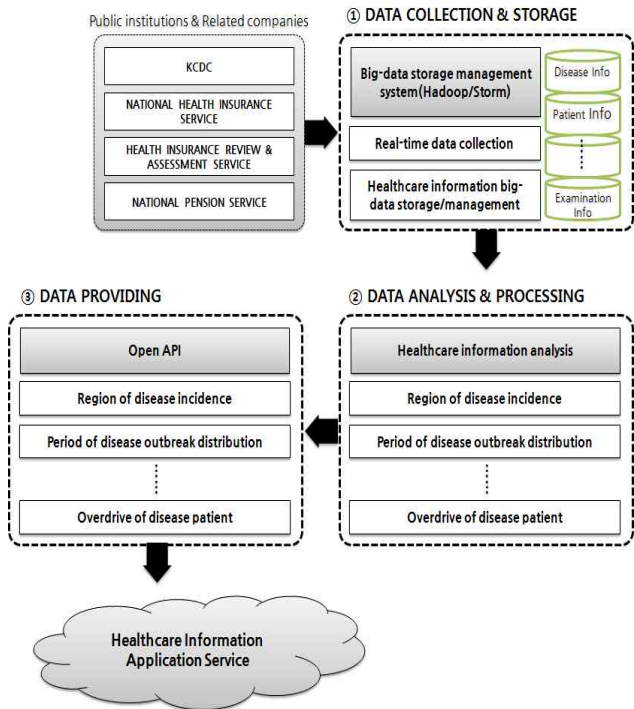 Public institutions & Related companies
KCDC
NATIONAL HEALTH INSURANCE
SERVICE
HEALTH INSURANCE REVIEW &
ASSESSMENT SERVICE
NATIONAL PENSION SERVICE
① DATA COLLECTION & STORAGE
Big-data storage management
system(Hadoop/Storm)
Real-time data collection
Healthcare information big-
data storage/management
Disease Info
Patient Info
Examination
Info
② DATA ANALYSIS & PROCESSING
Healthcare information analysis
Region of disease incidence
Period of disease outbreak distribution
Overdrive of disease patient
③ DATA PROVIDING
Open API
Region of disease incidence
Period of disease outbreak distribution
Overdrive of disease patient
Healthcare Information
Application Service